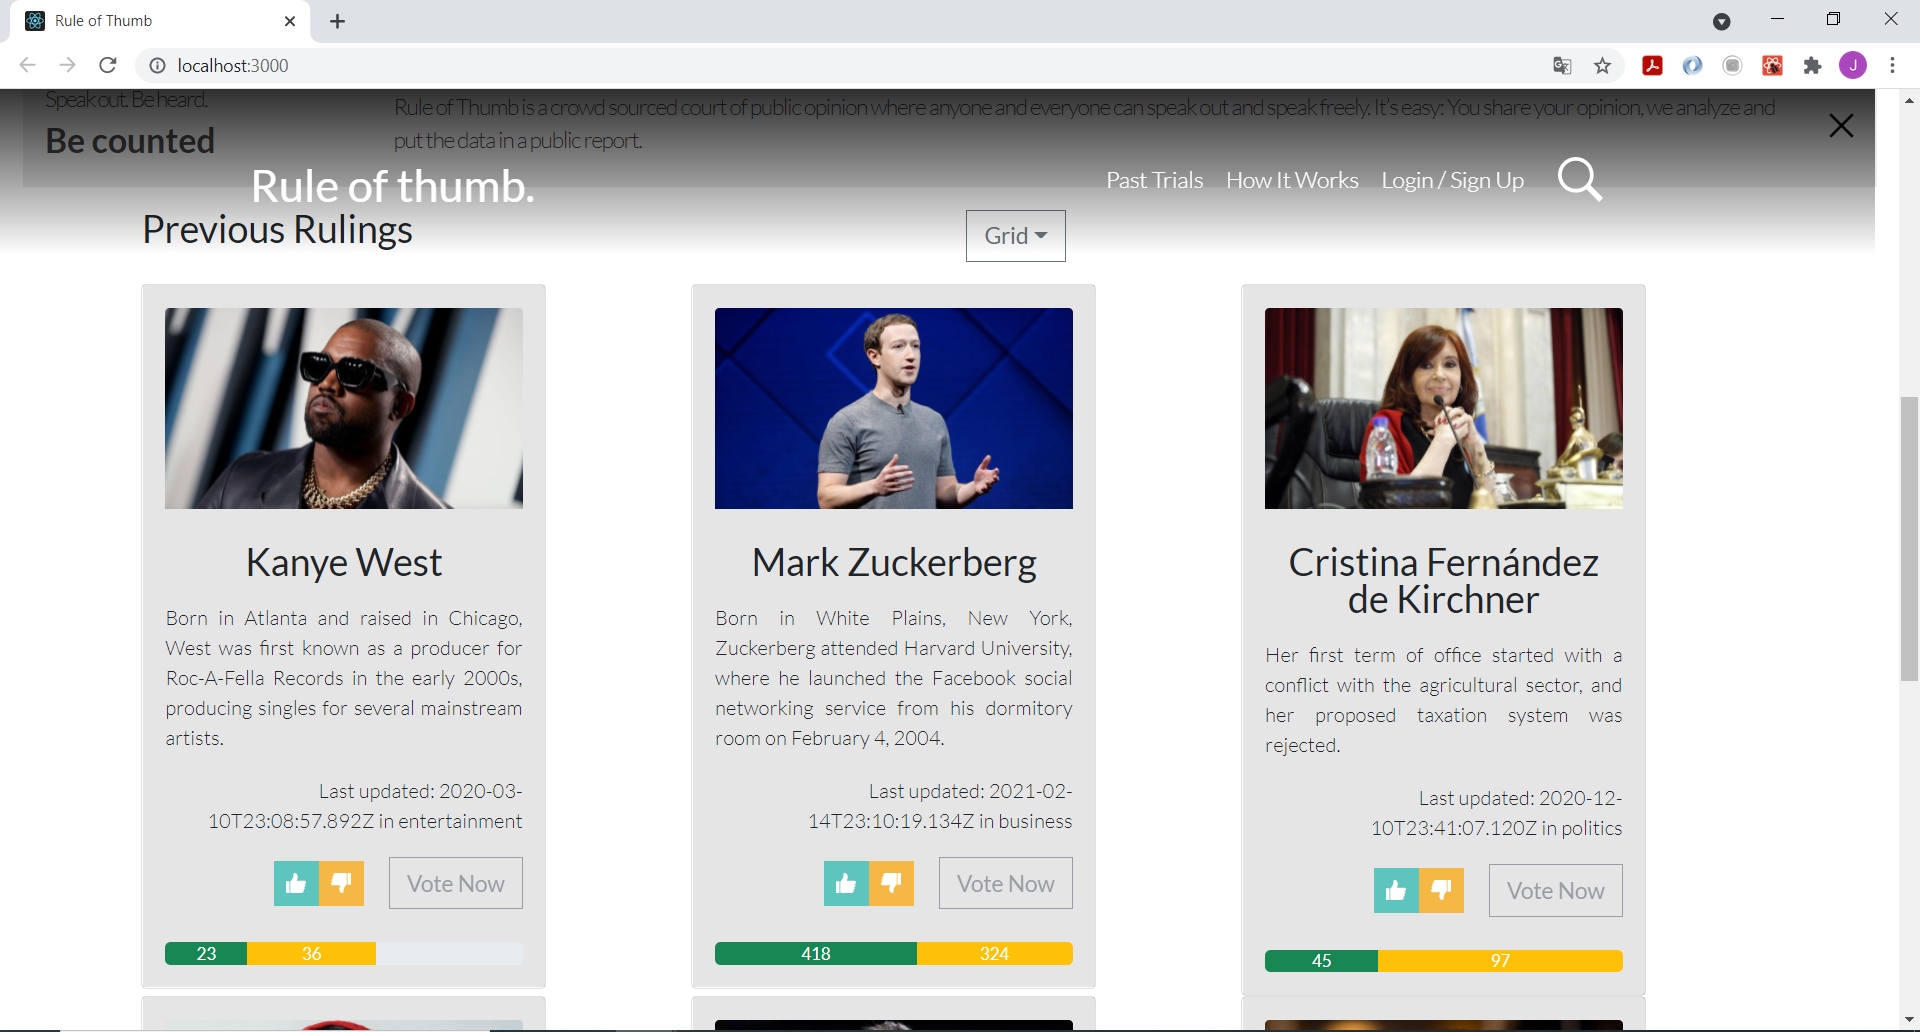 Rule of Thumb
localhost:3000
J
Speak out. Be heard.
Be counted
Rule of Thumb is a crowd sourced court of public opinion where anyone and everyone can speak out and speak freely. It's easy: You share your opinion, we analyze and
put the data in a public report.
Rule of thumb.
Past Trials
How It Works
Login / Sign Up
Previous Rulings
Grid
Kanye West
Born in Atlanta and raised in Chicago,
West was first known as a producer for
Roc-A-Fella Records in the early 2000s,
producing singles for several mainstream
artists.
Last updated: 2020-03-
10T23:08:57.892Z in entertainment
Vote Now
23
36
Mark Zuckerberg
Born in White Plains, New York,
Zuckerberg attended Harvard University,
where he launched the Facebook social
networking service from his dormitory
room on February 4, 2004.
Last updated: 2021-02-
14T23:10:19.134Z in business
Vote Now
418
324
Cristina Fernández
de Kirchner
Her first term of office started with a
conflict with the agricultural sector, and
her proposed taxation system was
rejected.
Last updated: 2020-12-
10T23:41:07.120Z in politics
Vote Now
45
97